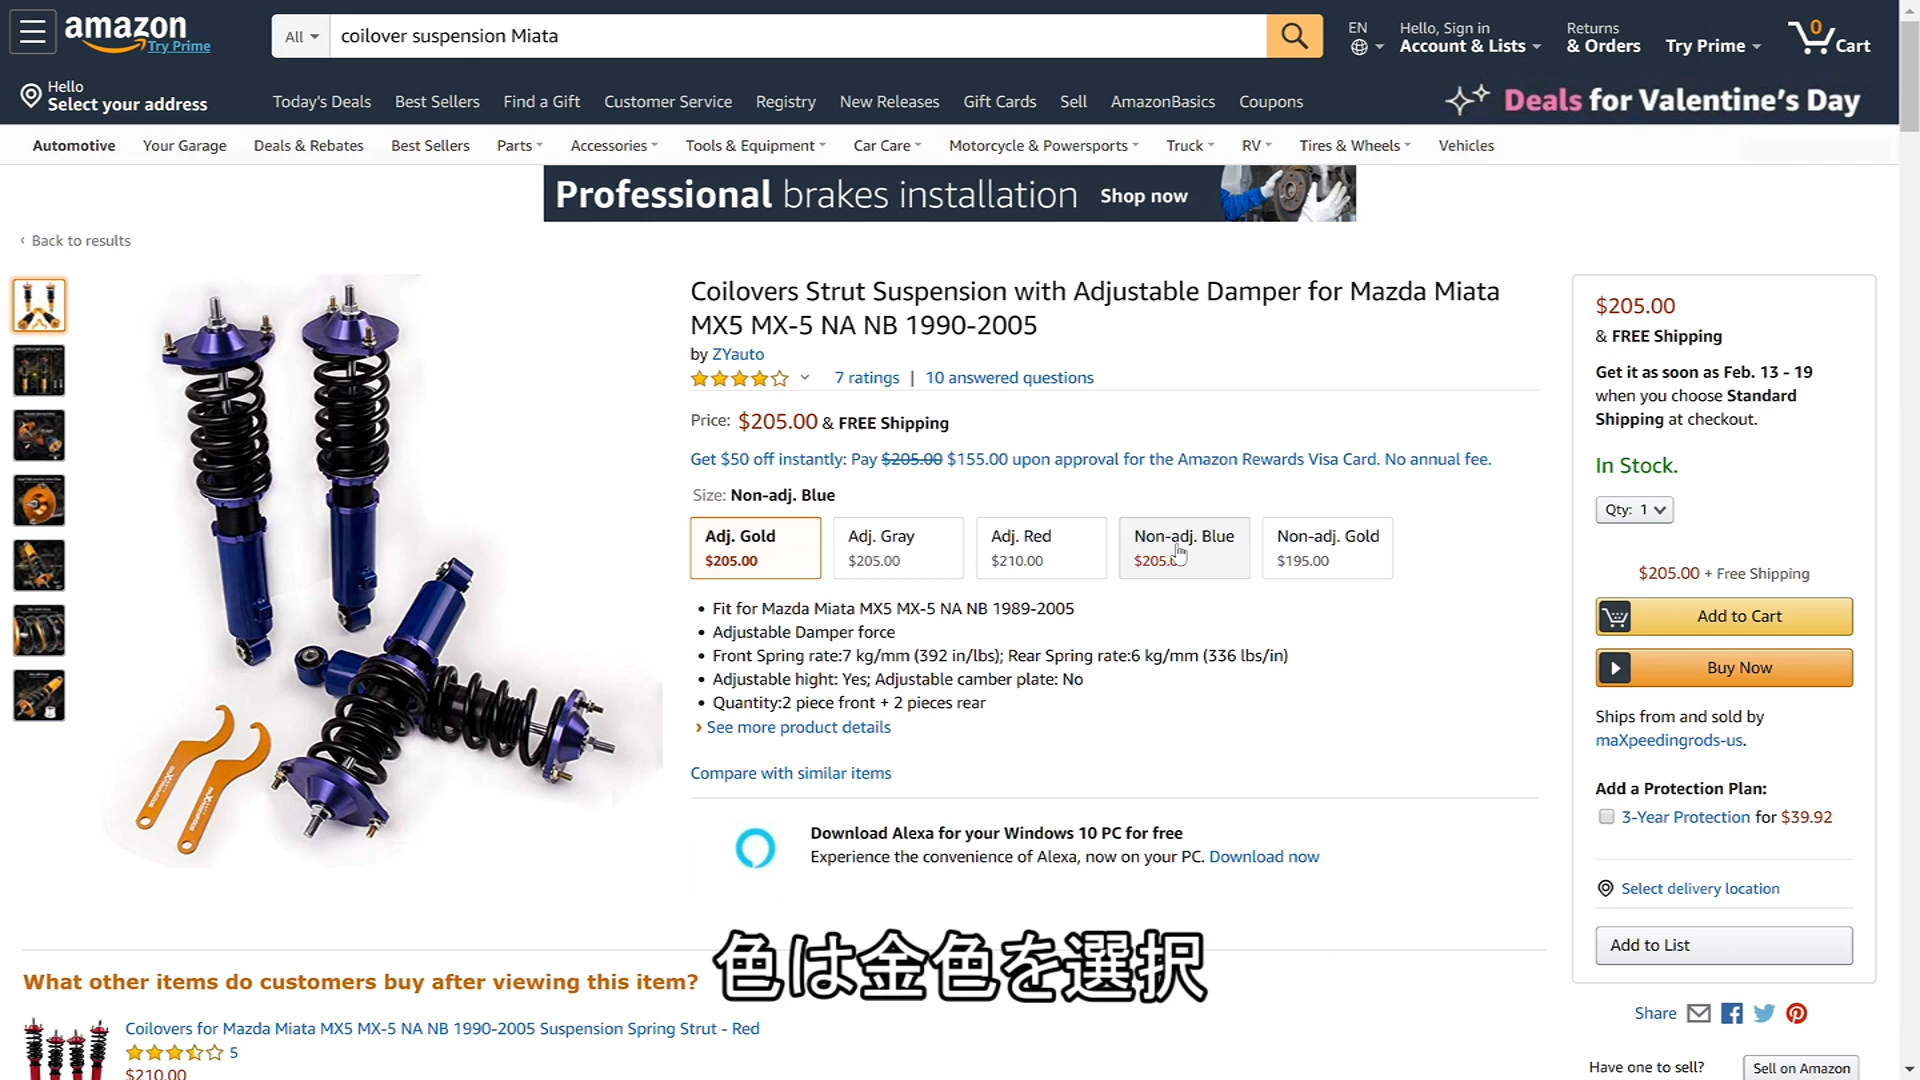 amazon
Try Prime
All
coilover suspension Miata
EN
Hello, Sign in
Account & Lists
Returns
& Orders
Try Prime
0
Cart
Hello
Select your address
Today's Deals
Best Sellers
Find a Gift
Customer Service
Registry
New Releases
Gift Cards
Sell
AmazonBasics
Coupons
Deals for Valentine's Day
Automotive
Your Garage
Deals & Rebates
Best Sellers
Parts
Accessories
Tools & Equipment
Car Care
Motorcycle & Powersports
Truck
RV
Tires & Wheels
Vehicles
Professional brakes installation Shop now
‹ Back to results
Coilovers Strut Suspension with Adjustable Damper for Mazda Miata
MX5 MX-5 NA NB 1990-2005
by ZYauto
7 ratings | 10 answered questions
Price: $205.00 & FREE Shipping
Get $50 off instantly: Pay $205.00 $155.00 upon approval for the Amazon Rewards Visa Card. No annual fee.
Size: Non-adj. Blue
Adj. Gold
$205.00
Adj. Gray
$205.00
Adj. Red
$210.00
Non-adj. Blue
Non-adj. Gold
$195.00
• Fit for Mazda Miata MX5 MX-5 NA NB 1989-2005
• Adjustable Damper force
• Front Spring rate:7 kg/mm (392 in/lbs); Rear Spring rate:6 kg/mm (336 lbs/in)
• Adjustable hight: Yes; Adjustable camber plate: No
• Quantity:2 piece front + 2 pieces rear
› See more product details
Compare with similar items
Download Alexa for your Windows 10 PC for free
Experience the convenience of Alexa, now on your PC. Download now
$205.00
& FREE Shipping
Get it as soon as Feb. 13 - 19
when you choose Standard
Shipping at checkout.
In Stock.
Qty: 1
$205.00 + Free Shipping
Add to Cart
Buy Now
Ships from and sold by
maXpeedingrods-us.
Add a Protection Plan:
3-Year Protection for $39.92
Select delivery location
Add to List
Share
Have one to sell?
Sell on Amazon
色は金色を選択
What other items do customers buy after viewing this item?
Coilovers for Mazda Miata MX5 MX-5 NA NB 1990-2005 Suspension Spring Strut - Red
5
$210.00